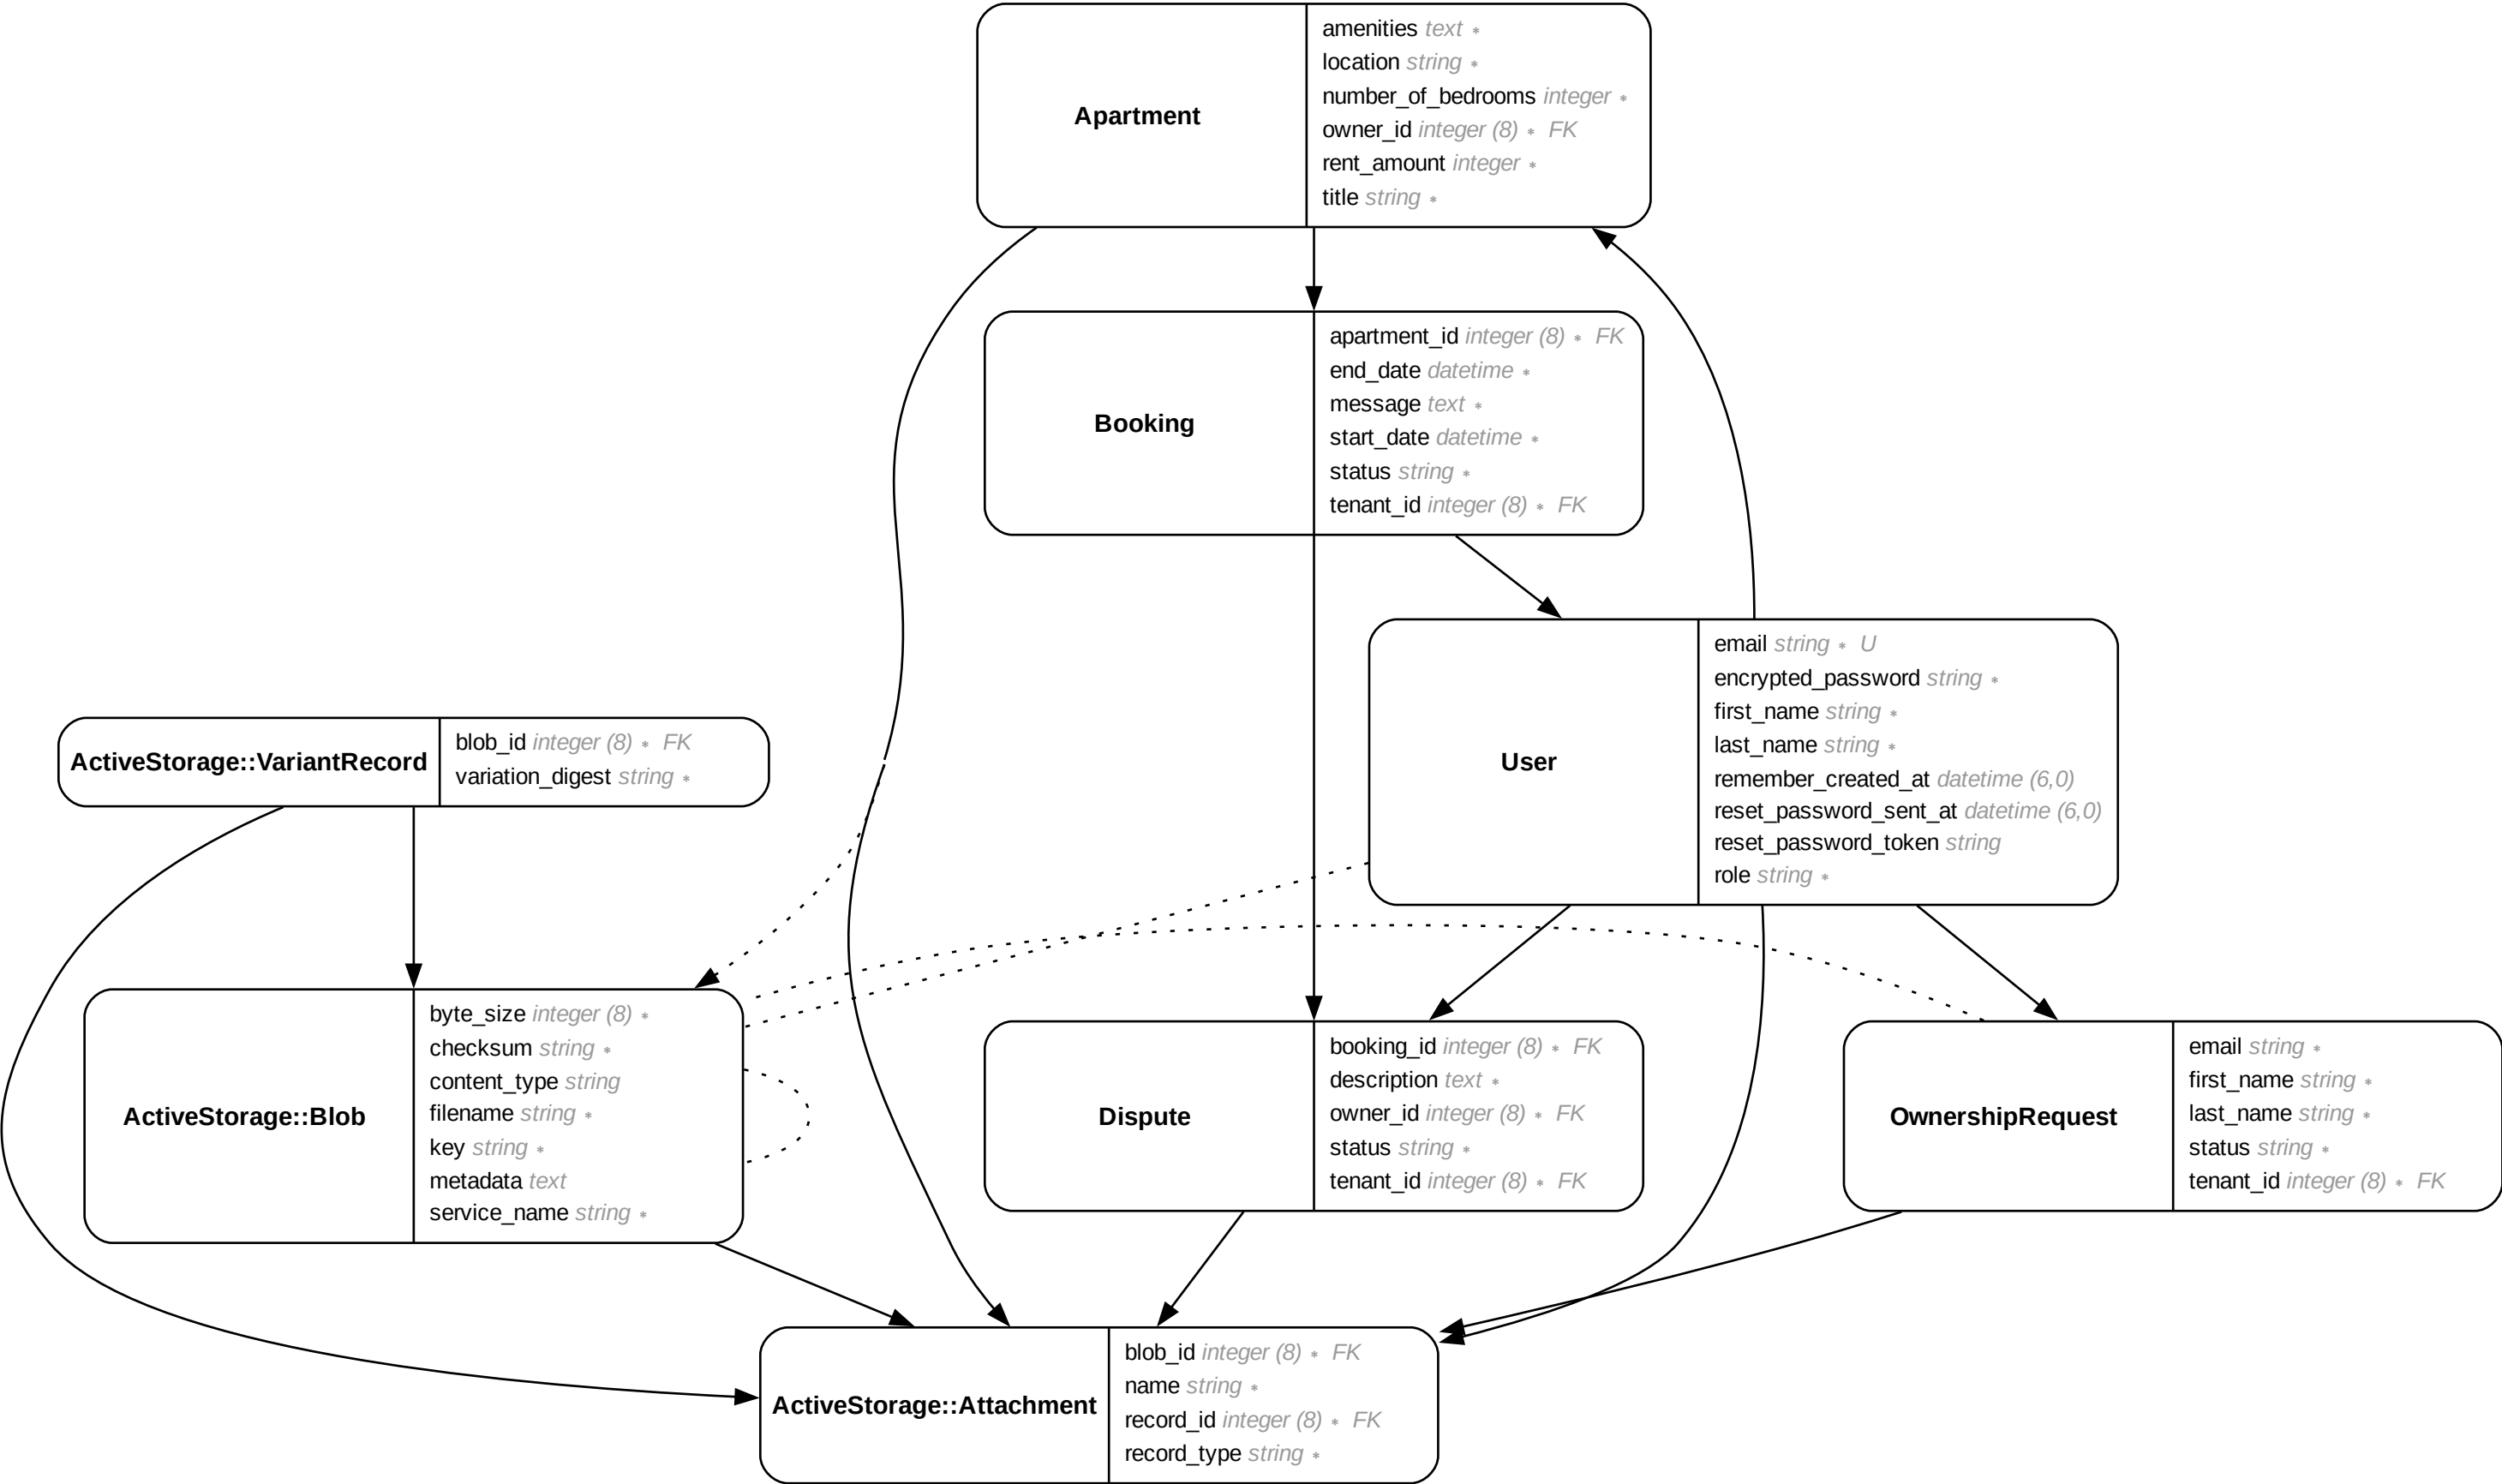 Apartment
amenities text *
location string *
number_of_bedrooms integer *
owner_id integer (8) * FK
rent_amount integer *
title string *
Booking
apartment_id integer (8) * FK
end_date datetime *
message text *
start_date datetime *
status string *
tenant_id integer (8) * FK
User
email string * U
encrypted_password string *
first_name string *
last_name string *
remember_created_at datetime (6,0)
reset_password_sent_at datetime (6,0)
reset_password_token string
role string *
ActiveStorage::VariantRecord
blob_id integer (8) * FK
variation_digest string *
ActiveStorage::Blob
byte_size integer (8) *
checksum string *
content_type string
filename string *
key string *
metadata text
service_name string *
Dispute
booking_id integer (8) * FK
description text *
owner_id integer (8) * FK
status string *
tenant_id integer (8) * FK
OwnershipRequest
email string *
first_name string *
last_name string *
status string *
tenant_id integer (8) * FK
ActiveStorage::Attachment
blob_id integer (8) * FK
name string *
record_id integer (8) * FK
record_type string *